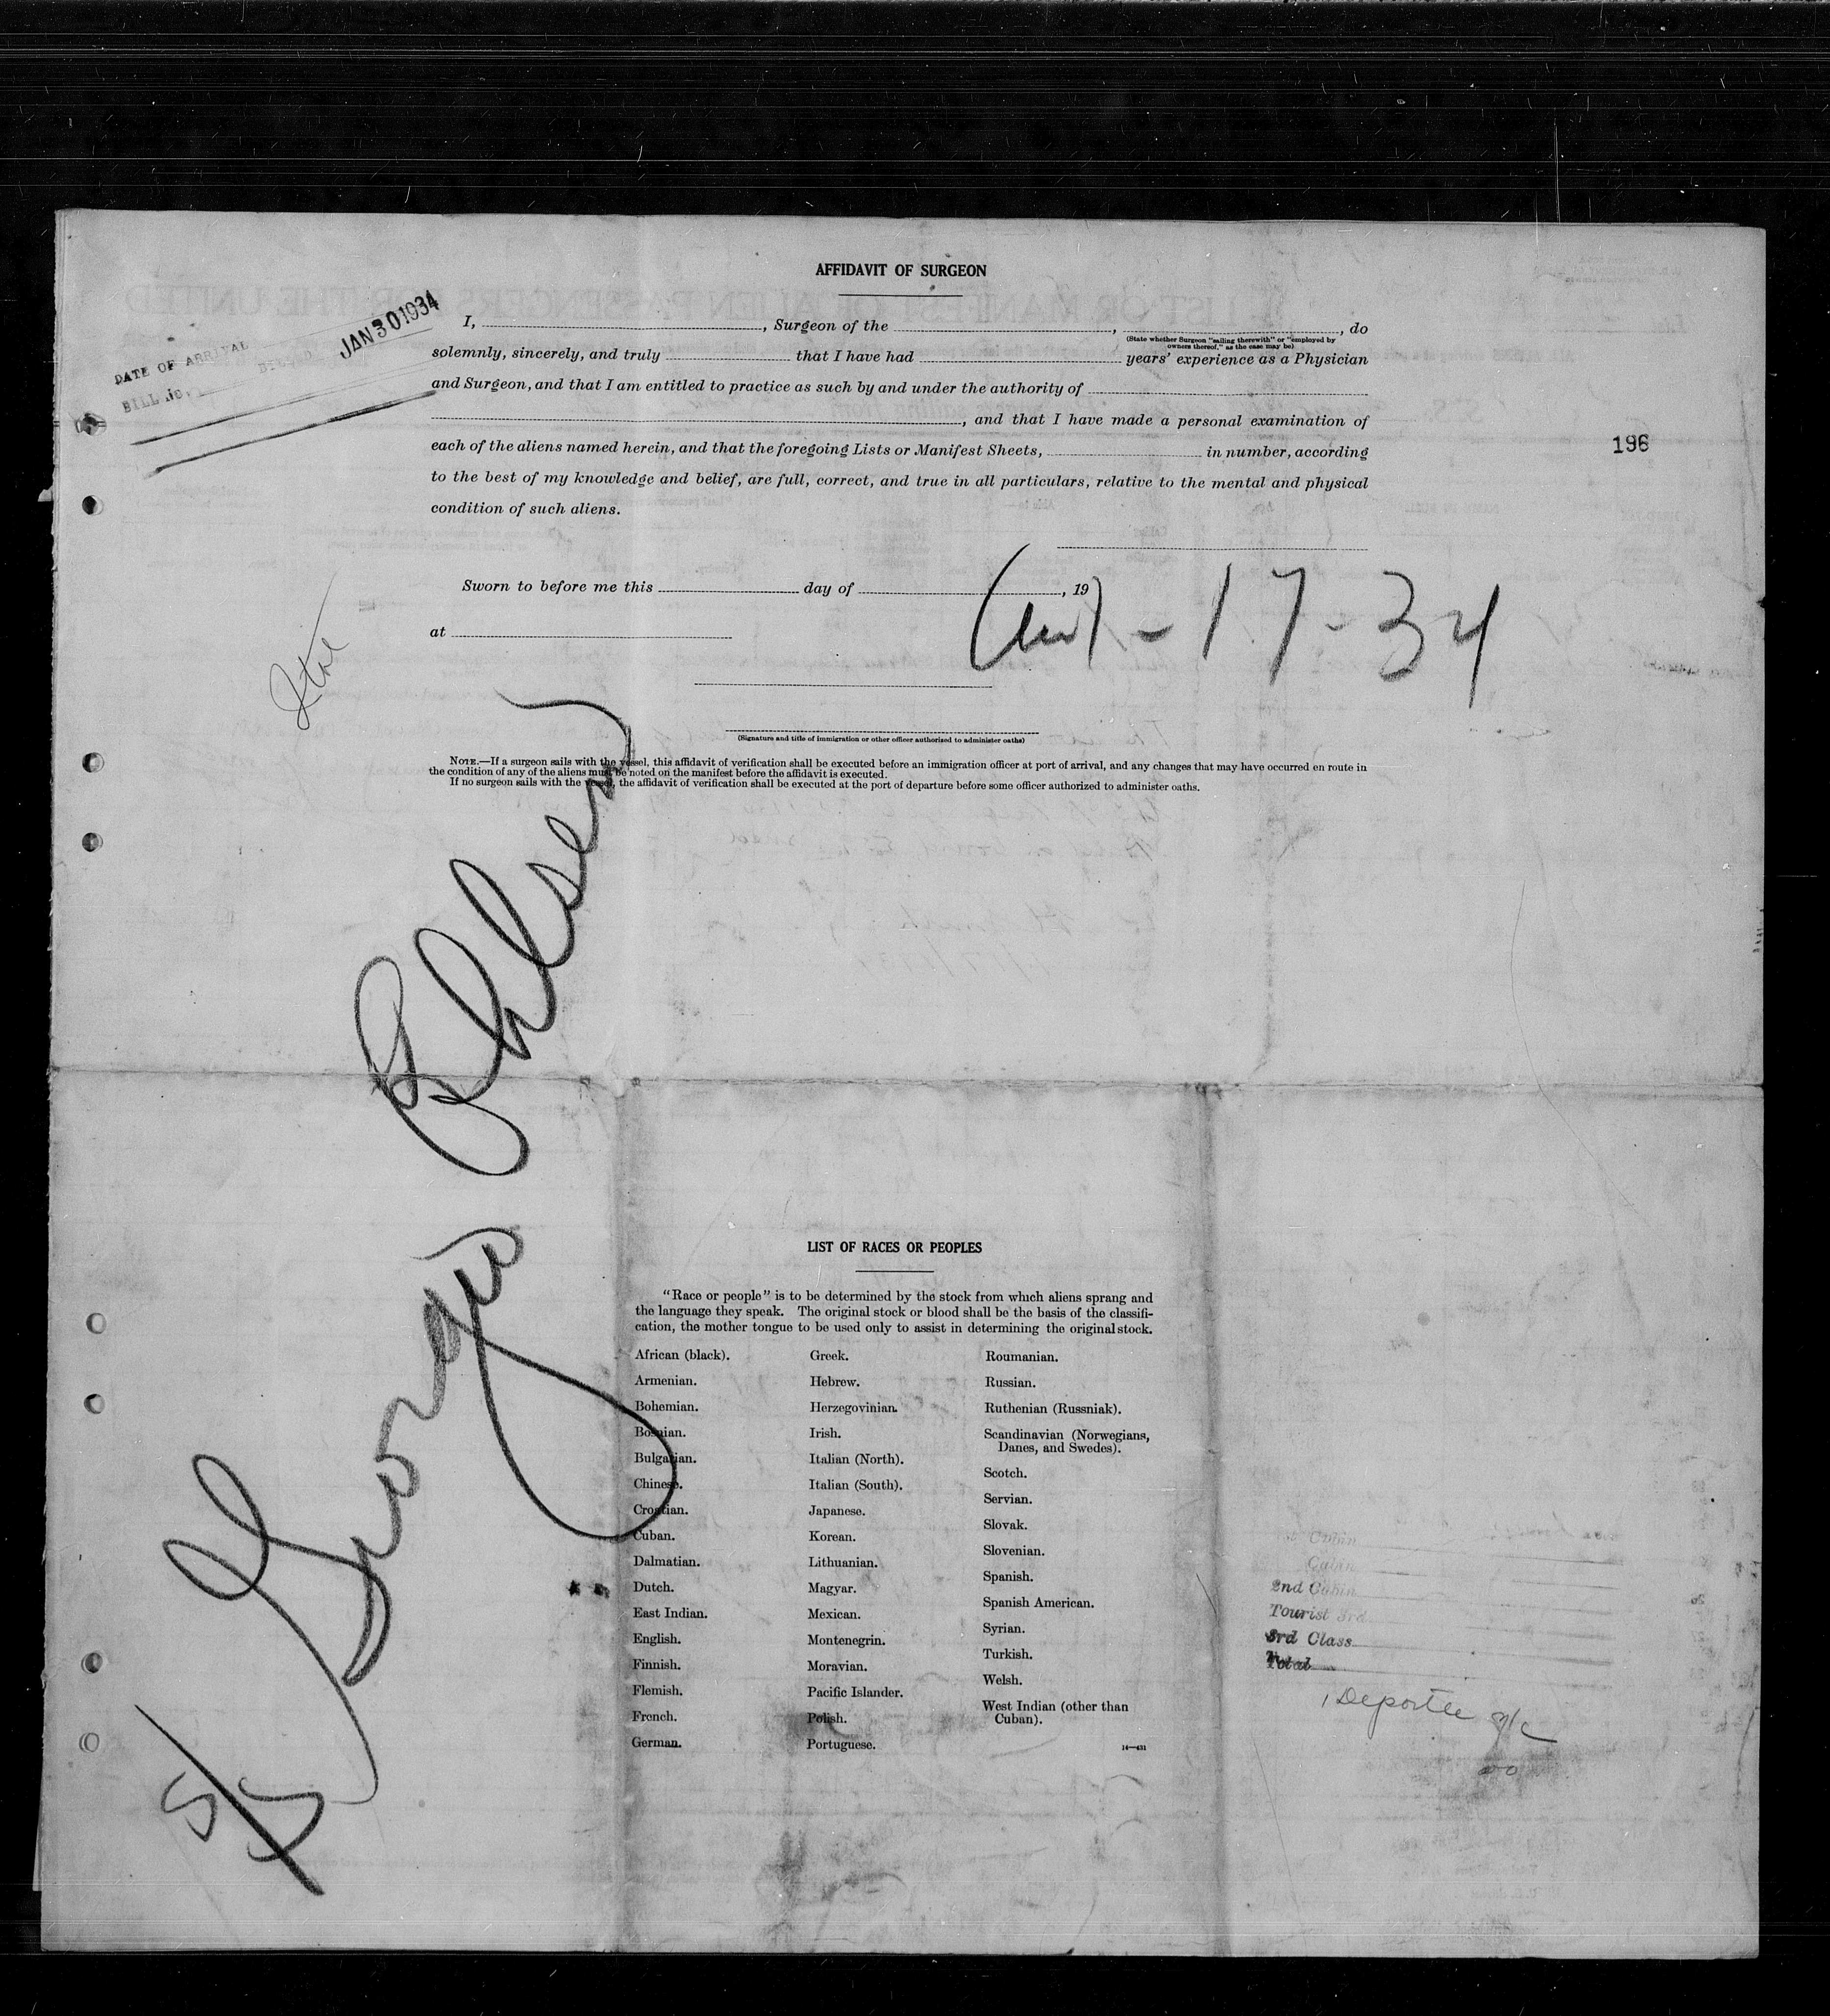 AFFIDAVIT OF SURGEON
JAN 30 1934
DATE OF ARRIVAL
BILL No.
I, , Surgeon of the , , do
(State whether Surgeon "sailing therewith" or "employed by
owners thereof," as the case may be)
solemnly, sincerely, and truly that I have had years' experience as a Physician
and Surgeon, and that I am entitled to practice as such by and under the authority of
, and that I have made a personal examination of
each of the aliens named herein, and that the foregoing Lists or Manifest Sheets, in number, according
196
to the best of my knowledge and belief, are full, correct, and true in all particulars, relative to the mental and physical
condition of such aliens.
Sworn to before me this day of , 19
-17-34
at
(Signature and title of immigration or other officer authorized to administer oaths)
NOTE.—If a surgeon sails with the vessel, this affidavit of verification shall be executed before an immigration officer at port of arrival, and any changes that may have occurred en route in
the condition of any of the aliens must be noted on the manifest before the affidavit is executed.
If no surgeon sails with the vessel, the affidavit of verification shall be executed at the port of departure before some officer authorized to administer oaths.
S/S
LIST OF RACES OR PEOPLES
"Race or people" is to be determined by the stock from which aliens sprang and
the language they speak. The original stock or blood shall be the basis of the classifi-
cation, the mother tongue to be used only to assist in determining the original stock.
African (black).
Armenian.
Bohemian.
Bosnian.
Bulgarian.
Chinese.
Croatian.
Cuban.
Dalmatian.
Dutch.
East Indian.
English.
Finnish.
Flemish.
French.
German.
Greek.
Hebrew.
Herzegovinian.
Irish.
Italian (North).
Italian (South).
Japanese.
Korean.
Lithuanian.
Magyar.
Mexican.
Montenegrin.
Moravian.
Pacific Islander.
Polish.
Portuguese.
Roumanian.
Russian.
Ruthenian (Russniak).
Scandinavian (Norwegians,
Danes, and Swedes).
Scotch.
Servian.
Slovak.
Slovenian.
Spanish.
Spanish American.
Syrian.
Turkish.
Welsh.
West Indian (other than
Cuban).
14—431
Cabin
Cabin
2nd Cabin
Tourist 3rd
3rd Class
Total
1 Deportee